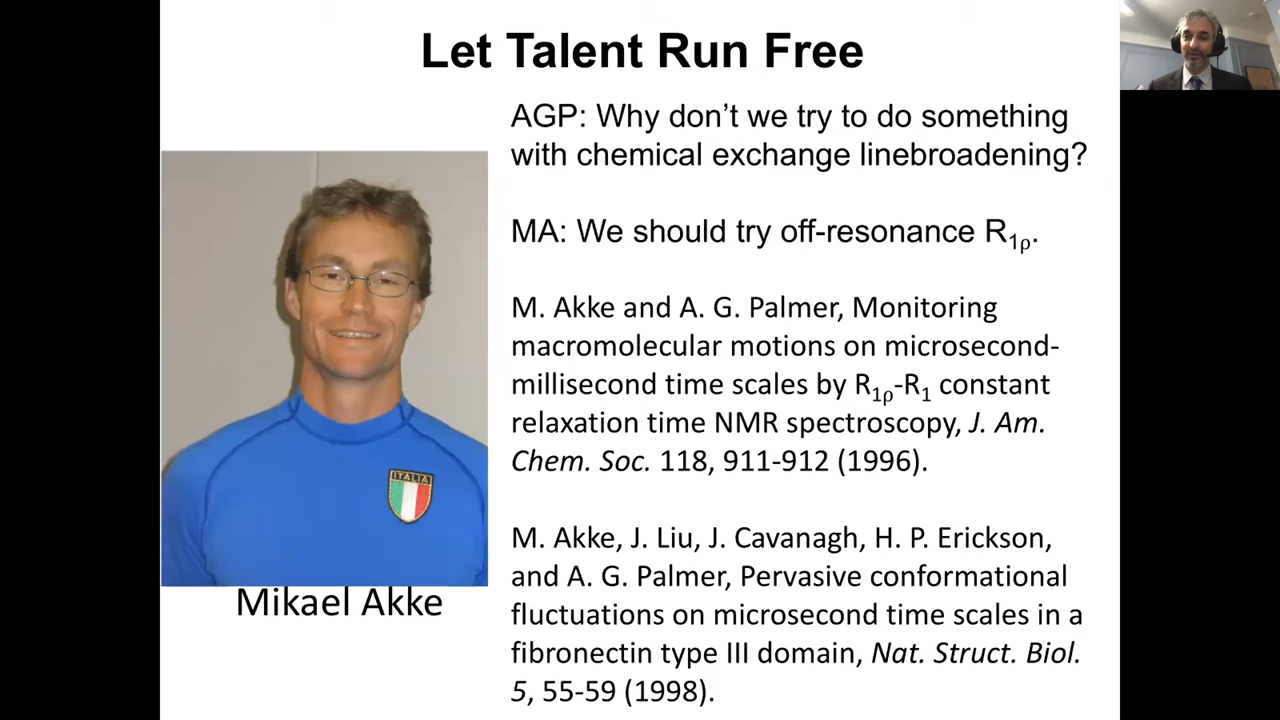 Let Talent Run Free
AGP: Why don’t we try to do something
with chemical exchange linebroadening?
MA: We should try off-resonance R1ρ.
M. Akke and A. G. Palmer, Monitoring
macromolecular motions on microsecond-
millisecond time scales by R1ρ-R1 constant
relaxation time NMR spectroscopy, J. Am.
Chem. Soc. 118, 911-912 (1996).
M. Akke, J. Liu, J. Cavanagh, H. P. Erickson,
and A. G. Palmer, Pervasive conformational
fluctuations on microsecond time scales in a
fibronectin type III domain, Nat. Struct. Biol.
5, 55-59 (1998).
ITALIA
Mikael Akke